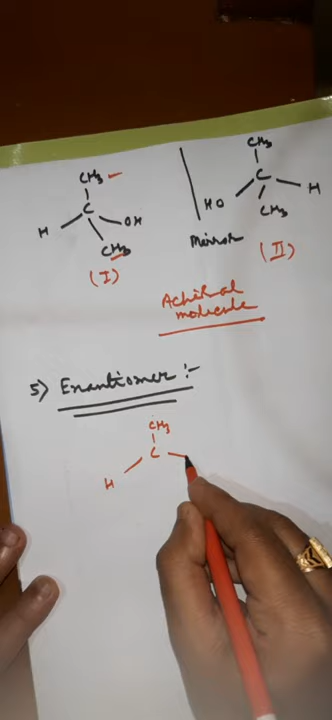 CH3 CH3
C C
H OH HO H
CH3 CH3
(I) Mirror (II)
Achiral
molecule
5) Enantiomer :-
CH3
C
H